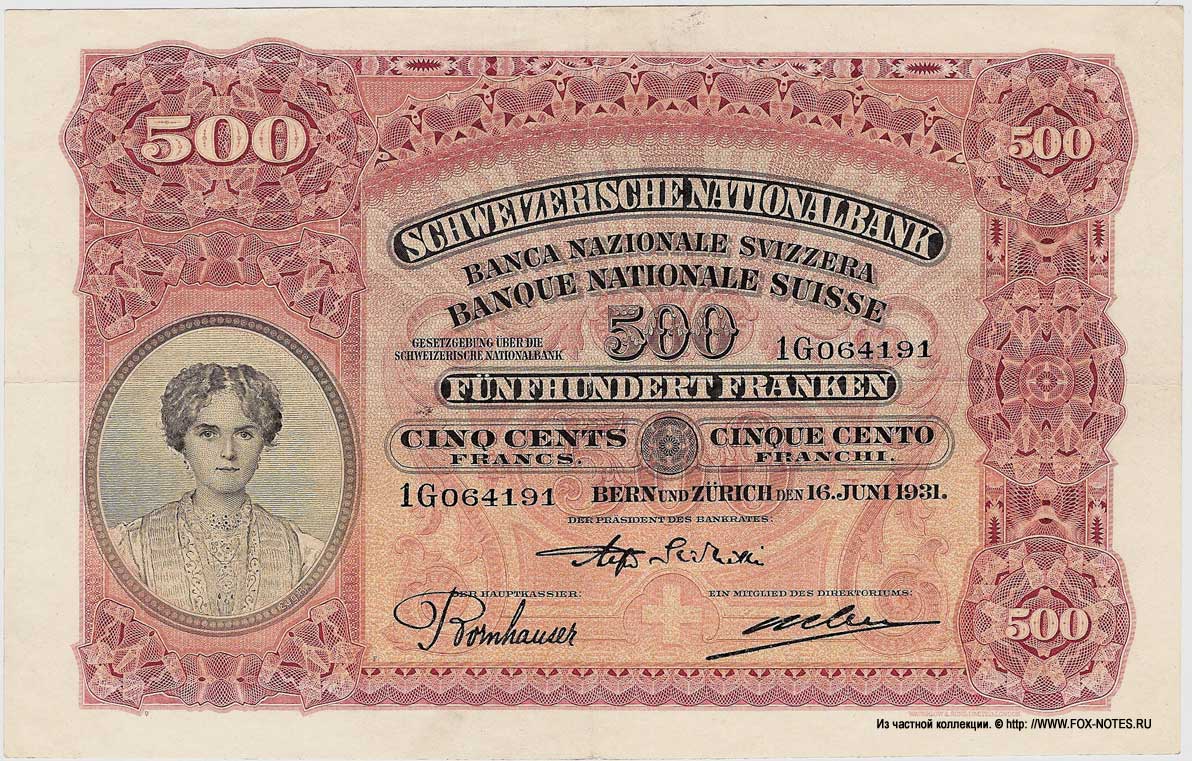 500
500
SCHWEIZERISCHE NATIONALBANK
BANCA NAZIONALE SVIZZERA
BANQUE NATIONALE SUISSE
GESETZGEBUNG ÜBER DIE
SCHWEIZERISCHE NATIONALBANK
500
1G064191
FÜNFHUNDERT FRANKEN
CINQ CENTS
FRANCS.
CINQUE CENTO
FRANCHI.
1G064191
BERN UND ZÜRICH DEN 16. JUNI 1931.
DER PRÄSIDENT DES BANKRATES:
DER HAUPTKASSIER:
EIN MITGLIED DES DIREKTORIUMS:
Bornhauser
500
Из частной коллекции. © http: //WWW.FOX-NOTES.RU